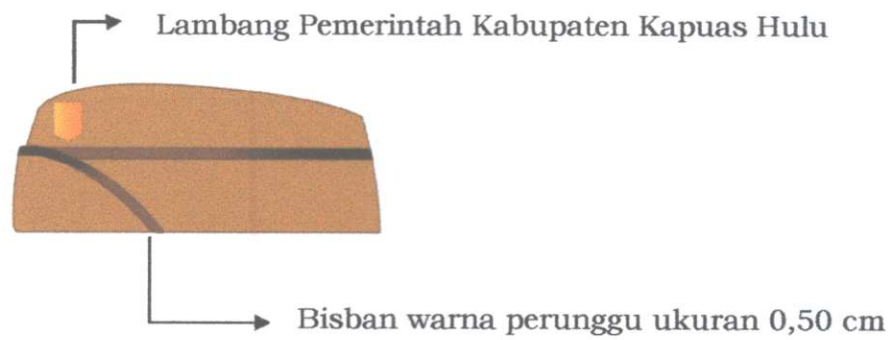 Lambang Pemerintah Kabupaten Kapuas Hulu
Bisban warna perunggu ukuran 0,50 cm